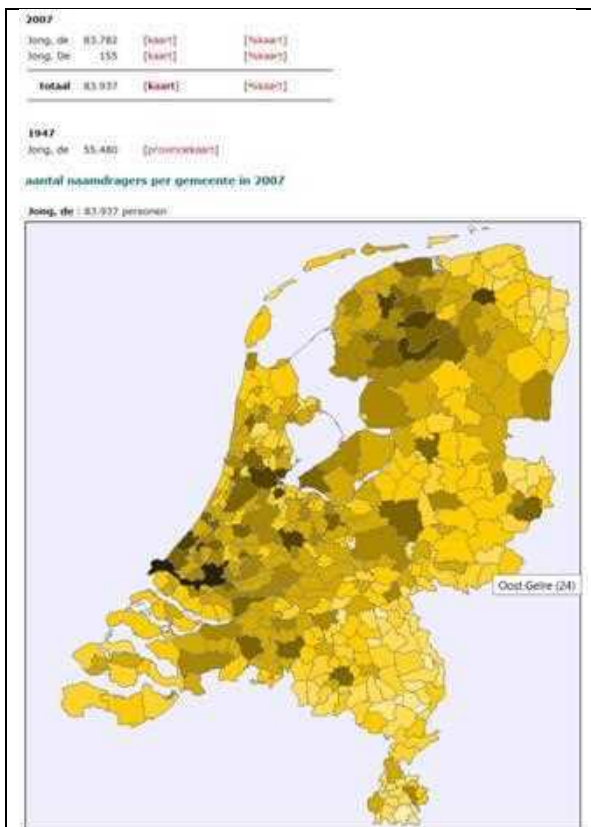 2007
Jong, de 83.782 [kaart] [%kaart]
Jong, De 155 [kaart] [%kaart]
totaal 83.937 [kaart] [%kaart]
1947
Jong, de 55.480 [provinciekaart]
aantal naamdragers per gemeente in 2007
Jong, de : 83.937 personen
Oost Gelre (24)